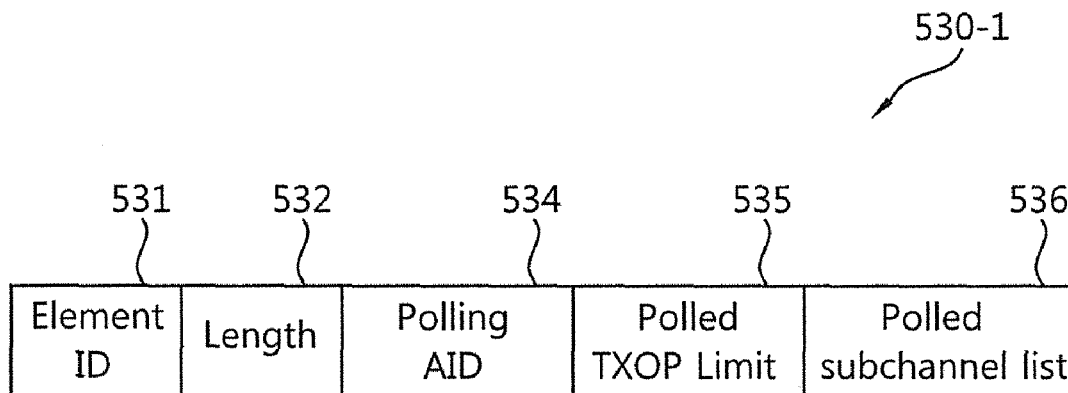 530-1
531 532 534 535 536
Element ID
Length
Polling AID
Polled TXOP Limit
Polled subchannel list